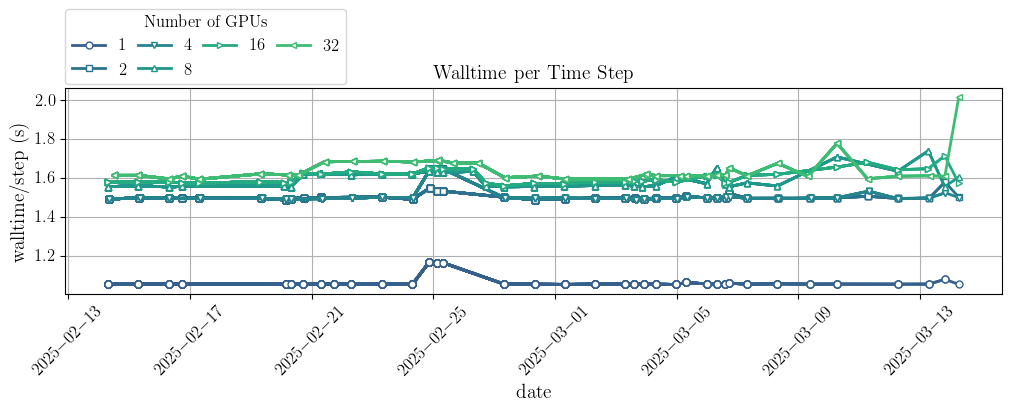 Number of GPUs
1 4 16 32
2 8
Walltime per Time Step
walltime/step (s)
2.0
1.8
1.6
1.4
1.2
2025−02−13 2025−02−17 2025−02−21 2025−02−25 2025−03−01 2025−03−05 2025−03−09 2025−03−13
date